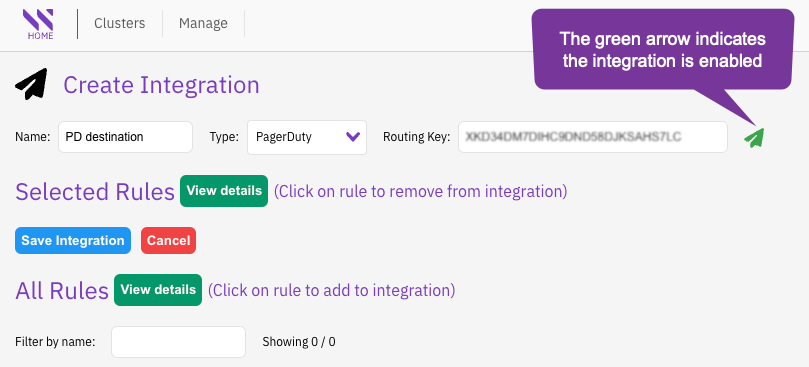 HOME
Clusters
Manage
The green arrow indicates
the integration is enabled
Create Integration
Name: PD destination Type: PagerDuty Routing Key:
Selected Rules View details (Click on rule to remove from integration)
Save Integration Cancel
All Rules View details (Click on rule to add to integration)
Filter by name: Showing 0 / 0